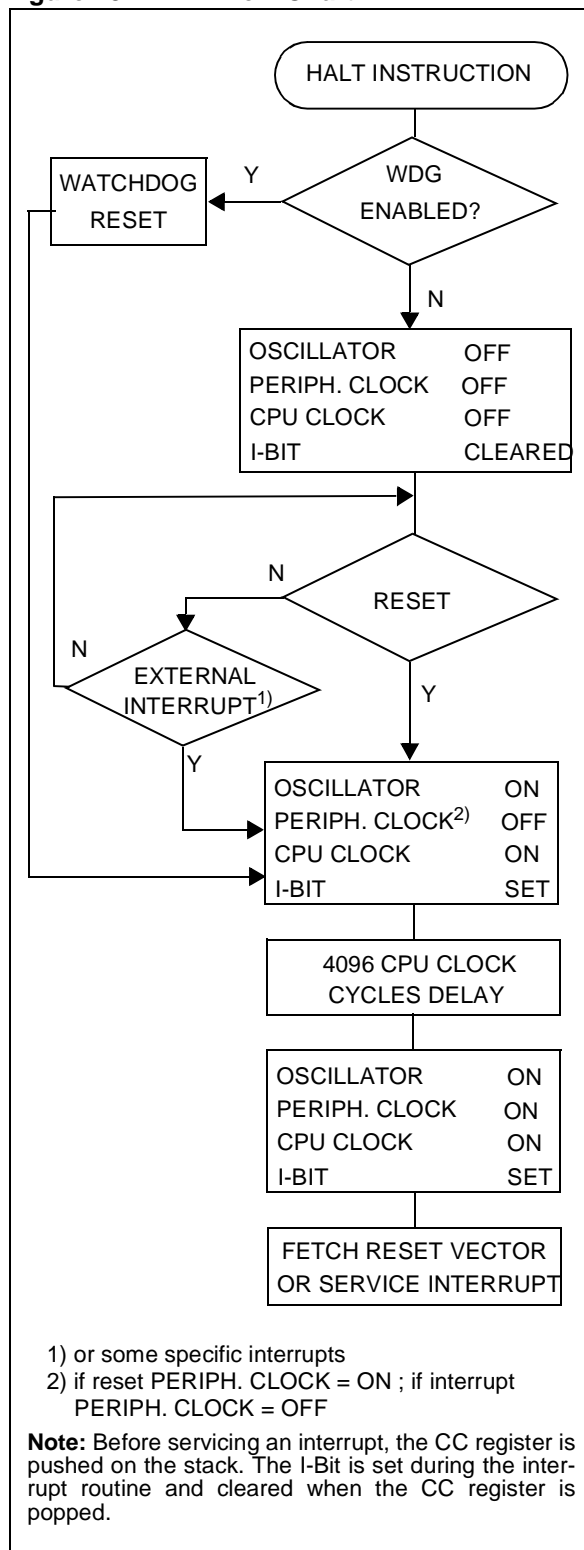 HALT INSTRUCTION
WDG
ENABLED?
Y
WATCHDOG
RESET
N
OSCILLATOR OFF
PERIPH. CLOCK OFF
CPU CLOCK OFF
I-BIT CLEARED
RESET
N
N
EXTERNAL
INTERRUPT1)
Y
Y
OSCILLATOR ON
PERIPH. CLOCK2) OFF
CPU CLOCK ON
I-BIT SET
4096 CPU CLOCK
CYCLES DELAY
OSCILLATOR ON
PERIPH. CLOCK ON
CPU CLOCK ON
I-BIT SET
FETCH RESET VECTOR
OR SERVICE INTERRUPT
1) or some specific interrupts
2) if reset PERIPH. CLOCK = ON ; if interrupt
PERIPH. CLOCK = OFF
Note: Before servicing an interrupt, the CC register is
pushed on the stack. The I-Bit is set during the inter-
rupt routine and cleared when the CC register is
popped.